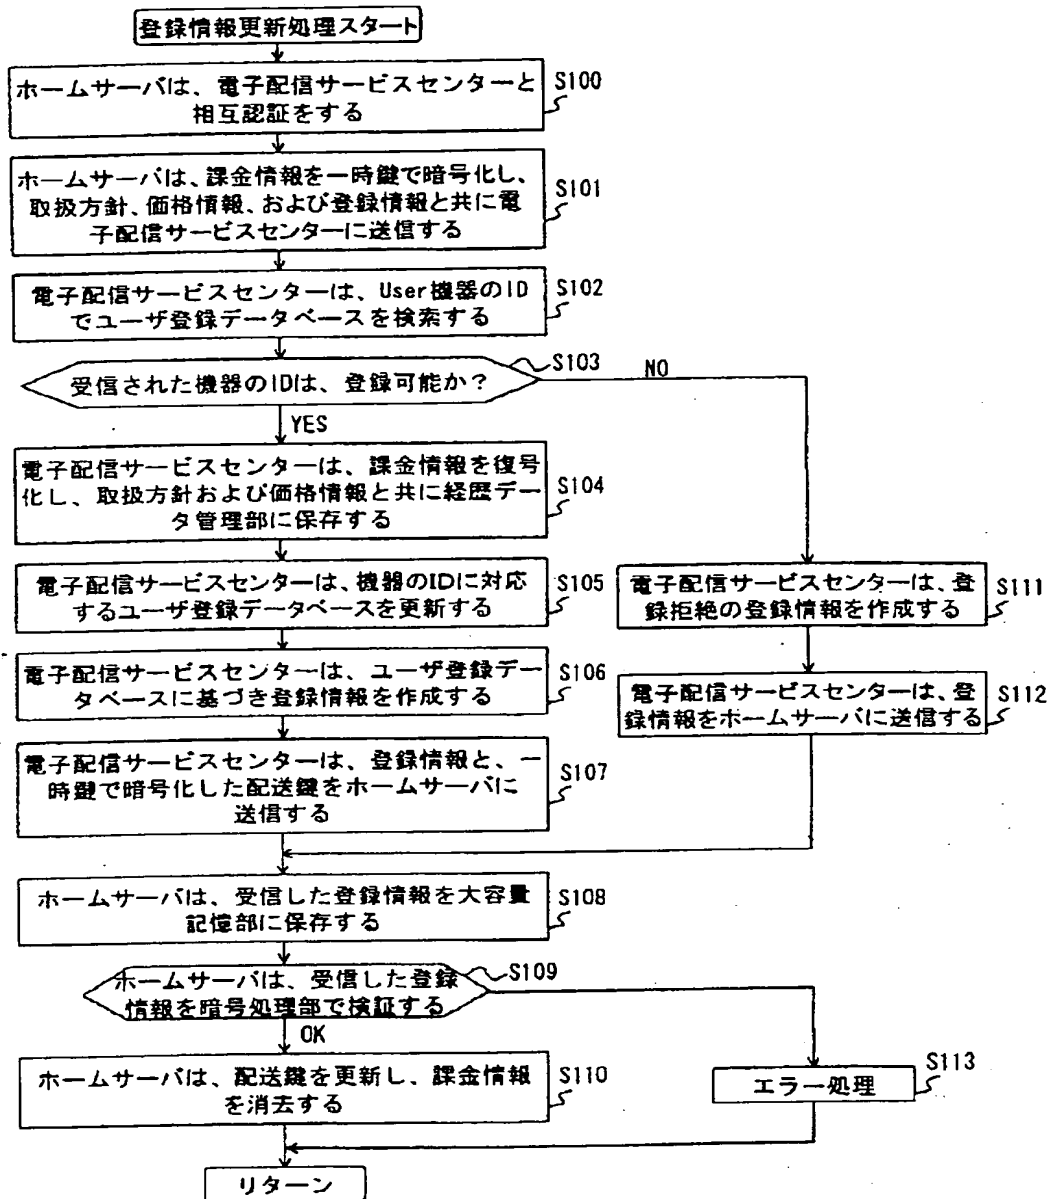 登録情報更新処理スタート
ホームサーバは、電子配信サービスセンターと
相互認証をする
S100
ホームサーバは、課金情報を一時鍵で暗号化し、
取扱方針、価格情報、および登録情報と共に電
子配信サービスセンターに送信する
S101
電子配信サービスセンターは、User機器のID
でユーザ登録データベースを検索する
S102
受信された機器のIDは、登録可能か?
S103
NO
YES
電子配信サービスセンターは、課金情報を復号
化し、取扱方針および価格情報と共に経歴デー
タ管理部に保存する
S104
電子配信サービスセンターは、機器のIDに対応
するユーザ登録データベースを更新する
S105
電子配信サービスセンターは、登
録拒絶の登録情報を作成する
S111
電子配信サービスセンターは、ユーザ登録デー
タベースに基づき登録情報を作成する
S106
電子配信サービスセンターは、登
録情報をホームサーバに送信する
S112
電子配信サービスセンターは、登録情報と、一
時鍵で暗号化した配送鍵をホームサーバに
送信する
S107
ホームサーバは、受信した登録情報を大容量
記憶部に保存する
S108
ホームサーバは、受信した登録
情報を暗号処理部で検証する
S109
OK
ホームサーバは、配送鍵を更新し、課金情報
を消去する
S110
エラー処理
S113
リターン